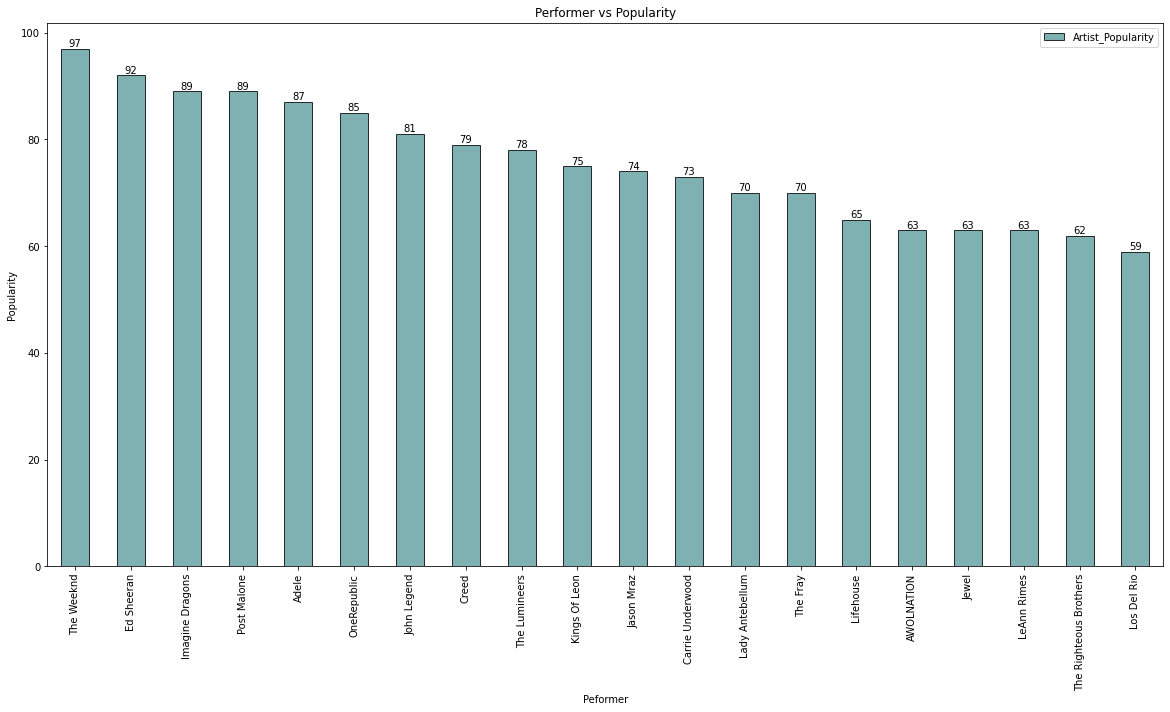 Performer vs Popularity
Artist_Popularity
Popularity
100
80
60
40
20
0
97
92
89
89
87
85
81
79
78
75
74
73
70
70
65
63
63
63
62
59
The Weeknd
Ed Sheeran
Imagine Dragons
Post Malone
Adele
OneRepublic
John Legend
Creed
The Lumineers
Kings Of Leon
Jason Mraz
Carrie Underwood
Lady Antebellum
The Fray
Lifehouse
AWOLNATION
Jewel
LeAnn Rimes
The Righteous Brothers
Los Del Rio
Peformer